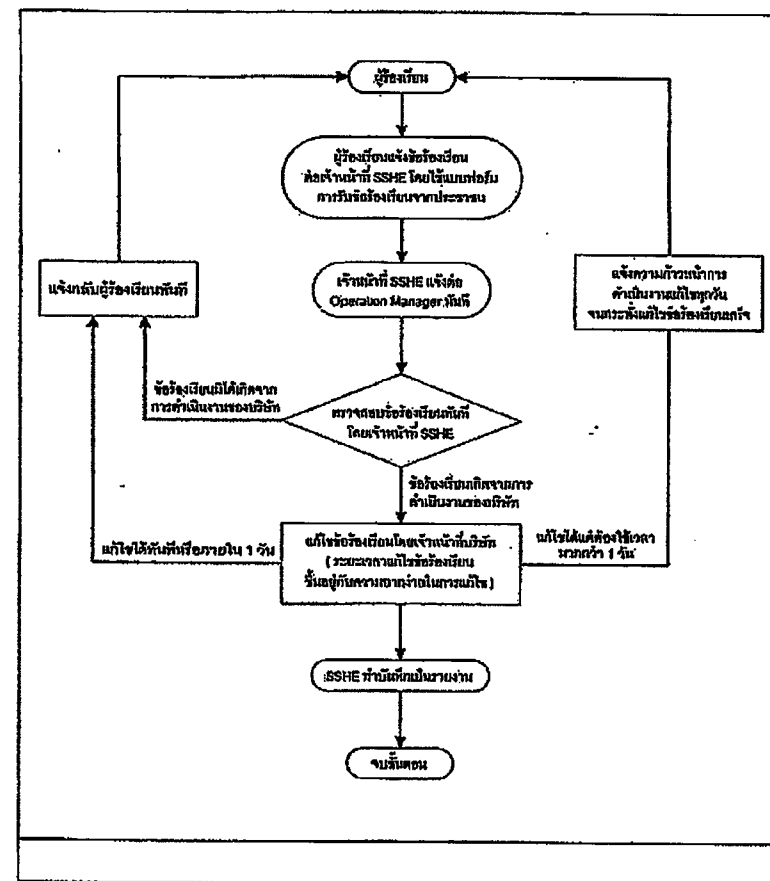 ผู้ร้องเรียน
ผู้ร้องเรียนแจ้งข้อร้องเรียน
ต่อเจ้าหน้าที่ SSHE โดยใช้แบบฟอร์ม
การรับข้อร้องเรียนจากประชาชน
แจ้งกลับผู้ร้องเรียนทันที
เจ้าหน้าที่ SSHE แจ้งต่อ
Operation Manager ทันที
แจ้งความก้าวหน้าการ
ดำเนินงานแก้ไขทุกวัน
จนกระทั่งแก้ไขข้อร้องเรียนเสร็จ
ข้อร้องเรียนมิได้เกิดจาก
การดำเนินงานของบริษัท
ตรวจสอบข้อร้องเรียนทันที
โดยเจ้าหน้าที่ SSHE
ข้อร้องเรียนเกิดจากการ
ดำเนินงานของบริษัท
แก้ไขได้ทันทีหรือภายใน 1 วัน
แก้ไขข้อร้องเรียนโดยเจ้าหน้าที่บริษัท
( ระยะเวลาแก้ไขข้อร้องเรียน
ขึ้นอยู่กับความยากง่ายในการแก้ไข )
แก้ไขได้แต่ต้องใช้เวลา
มากกว่า 1 วัน
SSHE ทำบันทึกเป็นรายงาน
จบขั้นตอน